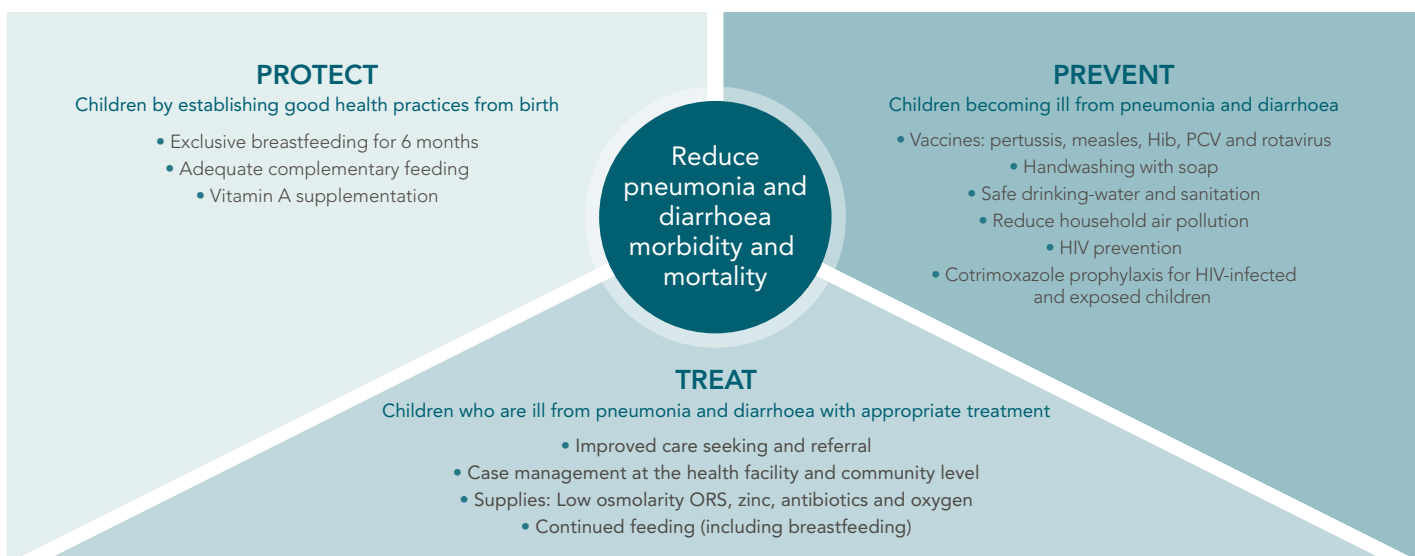 PROTECT
Children by establishing good health practices from birth
• Exclusive breastfeeding for 6 months
• Adequate complementary feeding
• Vitamin A supplementation
Reduce
pneumonia and
diarrhoea
morbidity and
mortality
PREVENT
Children becoming ill from pneumonia and diarrhoea
• Vaccines: pertussis, measles, Hib, PCV and rotavirus
• Handwashing with soap
• Safe drinking-water and sanitation
• Reduce household air pollution
• HIV prevention
• Cotrimoxazole prophylaxis for HIV-infected
and exposed children
TREAT
Children who are ill from pneumonia and diarrhoea with appropriate treatment
• Improved care seeking and referral
• Case management at the health facility and community level
• Supplies: Low osmolarity ORS, zinc, antibiotics and oxygen
• Continued feeding (including breastfeeding)